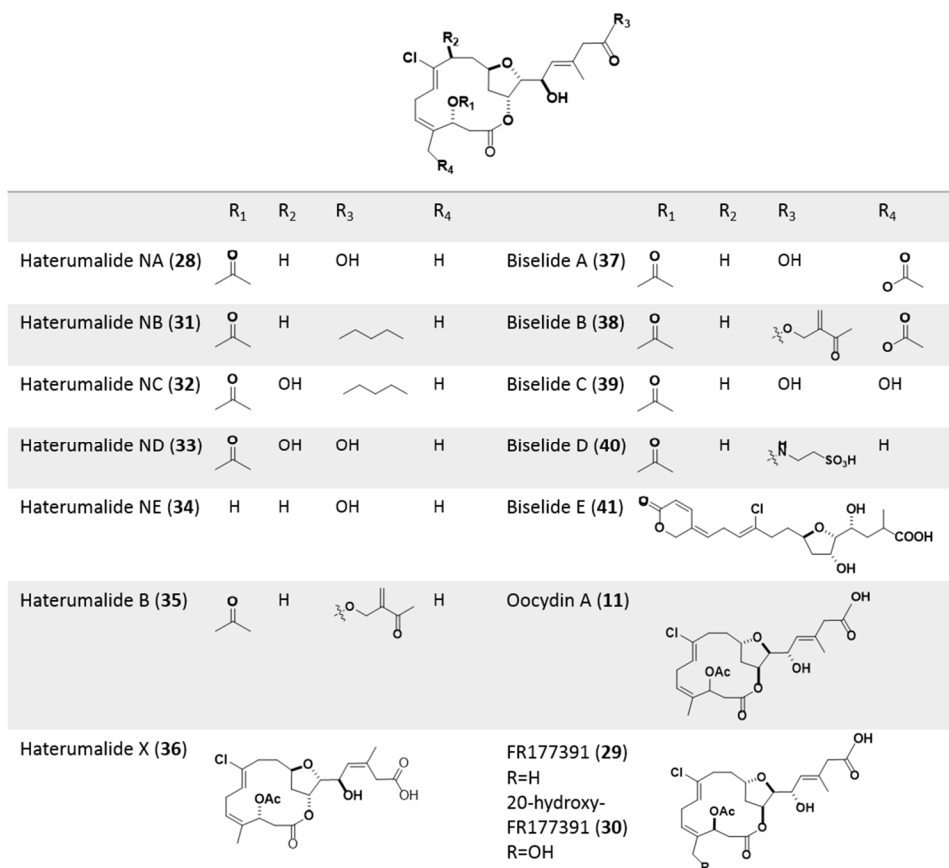 R3
R2
Cl
O
O
OR1
OH
O
O
R4
R1 R2 R3 R4 R1 R2 R3 R4
Haterumalide NA (28) O H OH H Biselide A (37) O H OH O O
Haterumalide NB (31) O H H Biselide B (38) O H O O O O
Haterumalide NC (32) O OH H Biselide C (39) O H OH OH
Haterumalide ND (33) O OH OH H Biselide D (40) O H H N SO3H H
Haterumalide NE (34) H H OH H Biselide E (41) O O Cl O OH COOH OH
Haterumalide B (35) O H O O H Oocydin A (11) OH Cl O O OAc OH O O
Haterumalide X (36) Cl O O OAc OH OH O O
FR177391 (29)
R=H
20-hydroxy-
FR177391 (30)
R=OH
OH Cl O O OAc OH O O R